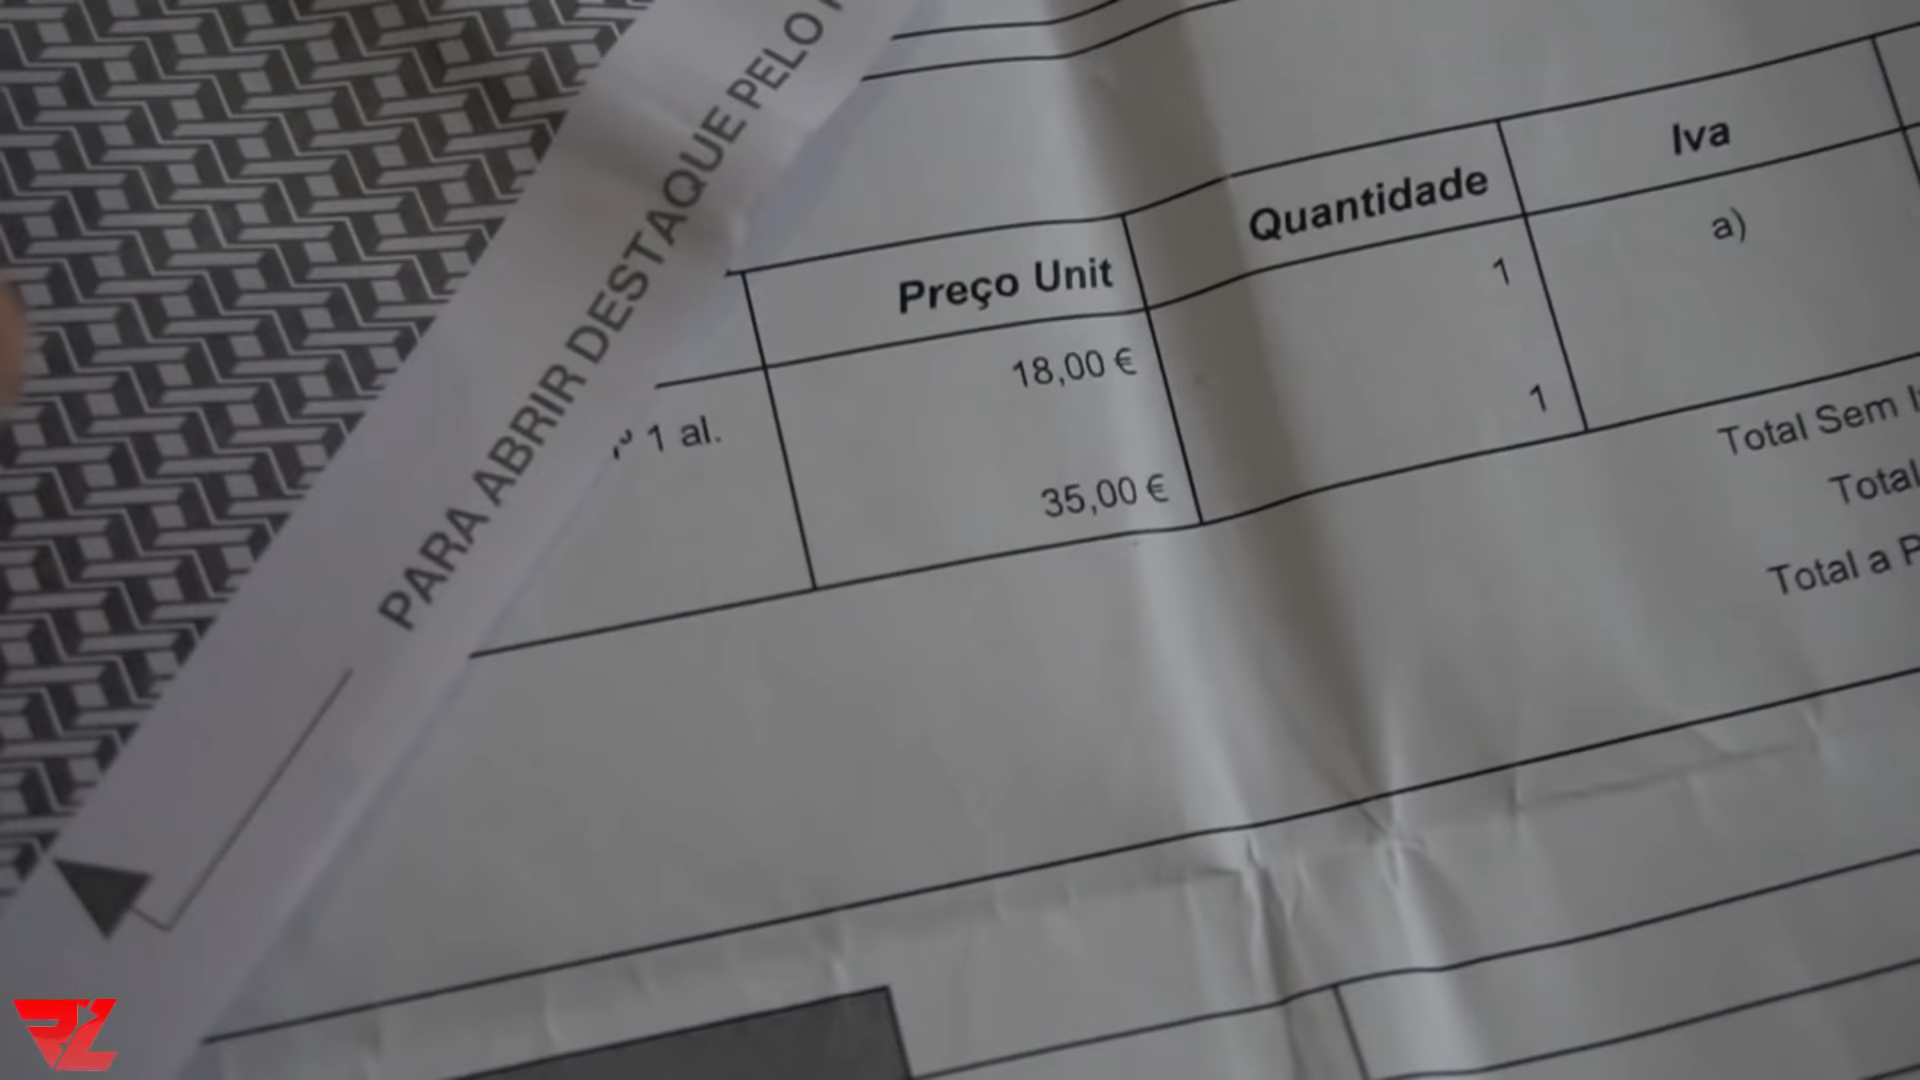 PARA ABRIR DESTAQUE PELO
Preço Unit
Quantidade
Iva
1 al.
18,00 €
1
a)
35,00 €
1
Total Sem
Total
Total a